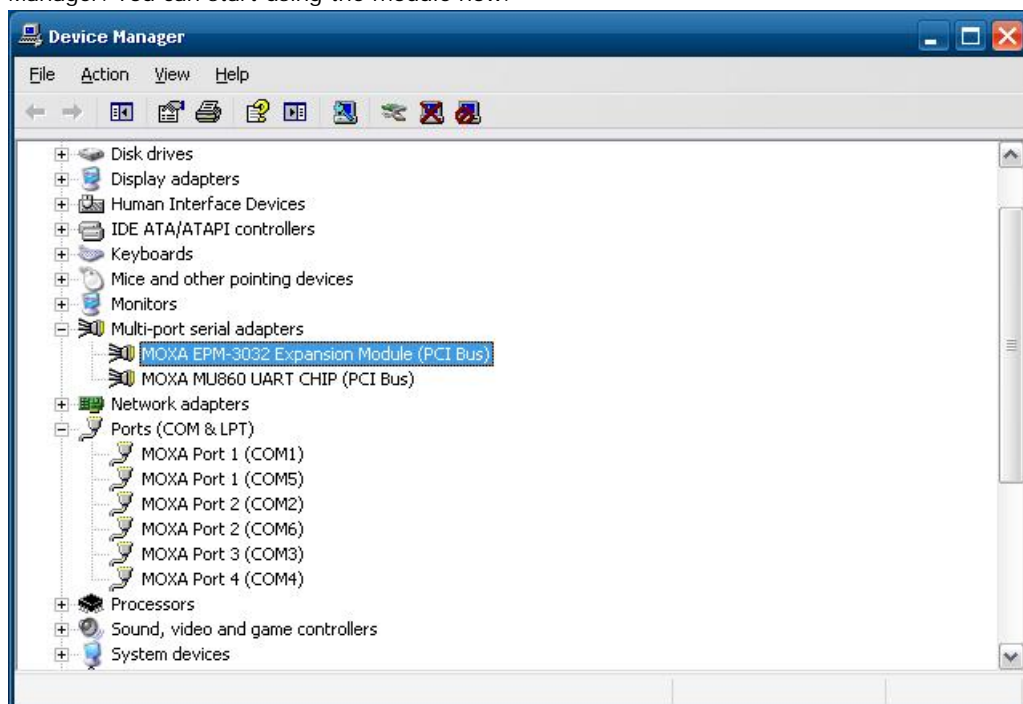 Manager. You can start using the module now.
Device Manager
File Action View Help
Disk drives
Display adapters
Human Interface Devices
IDE ATA/ATAPI controllers
Keyboards
Mice and other pointing devices
Monitors
Multi-port serial adapters
MOXA EPM-3032 Expansion Module (PCI Bus)
MOXA MU860 UART CHIP (PCI Bus)
Network adapters
Ports (COM & LPT)
MOXA Port 1 (COM1)
MOXA Port 1 (COM5)
MOXA Port 2 (COM2)
MOXA Port 2 (COM6)
MOXA Port 3 (COM3)
MOXA Port 4 (COM4)
Processors
Sound, video and game controllers
System devices